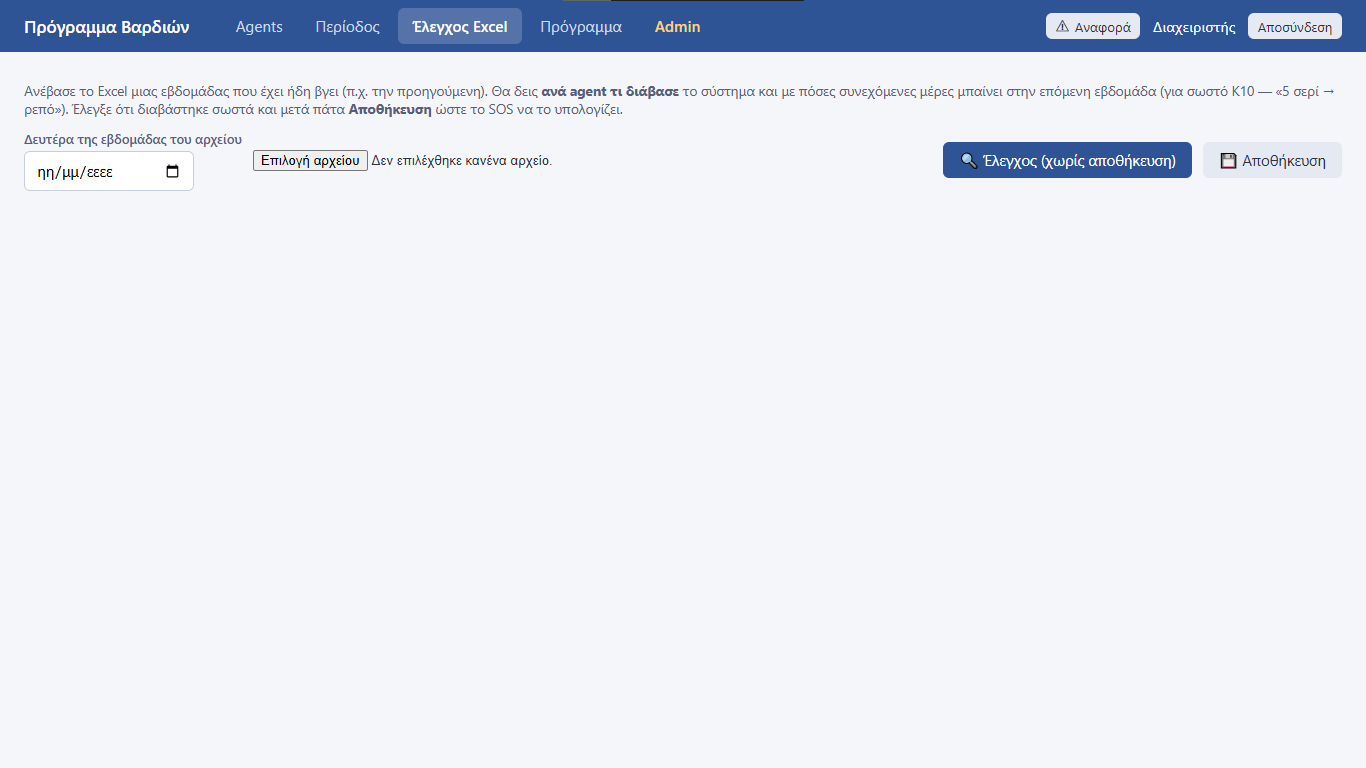 Πρόγραμμα Βαρδιών Agents Περίοδος Έλεγχος Excel Πρόγραμμα Admin ⚠ Αναφορά Διαχειριστής Αποσύνδεση
Ανέβασε το Excel μιας εβδομάδας που έχει ήδη βγει (π.χ. την προηγούμενη). Θα δεις ανά agent τι διάβασε το σύστημα και με πόσες συνεχόμενες μέρες μπαίνει στην επόμενη εβδομάδα (για σωστό K10 — «5 σερί →
ρεπό»). Έλεγξε ότι διαβάστηκε σωστά και μετά πάτα Αποθήκευση ώστε το SOS να το υπολογίζει.
Δευτέρα της εβδομάδας του αρχείου
ηη/μμ/εεεε Επιλογή αρχείου Δεν επιλέχθηκε κανένα αρχείο. 🔍 Έλεγχος (χωρίς αποθήκευση) 💾 Αποθήκευση